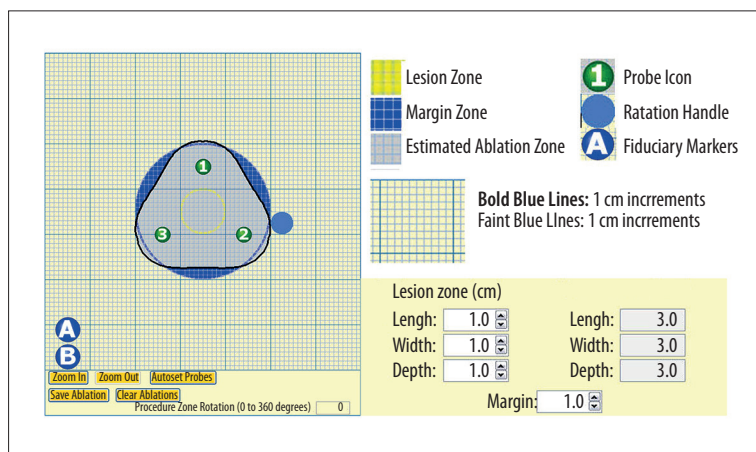 1
3
2
A
B
Zoom In Zoom Out Autoset Probes
Save Ablation Clear Ablations
Procedure Zone Rotation (0 to 360 degrees) 0
Lesion Zone
Margin Zone
Estimated Ablation Zone
1 Probe Icon
Ratation Handle
A Fiduciary Markers
Bold Blue Lines: 1 cm incrrements
Faint Blue LInes: 1 cm incrrements
Lesion zone (cm)
Lengh: 1.0 Lengh: 3.0
Width: 1.0 Width: 3.0
Depth: 1.0 Depth: 3.0
Margin: 1.0